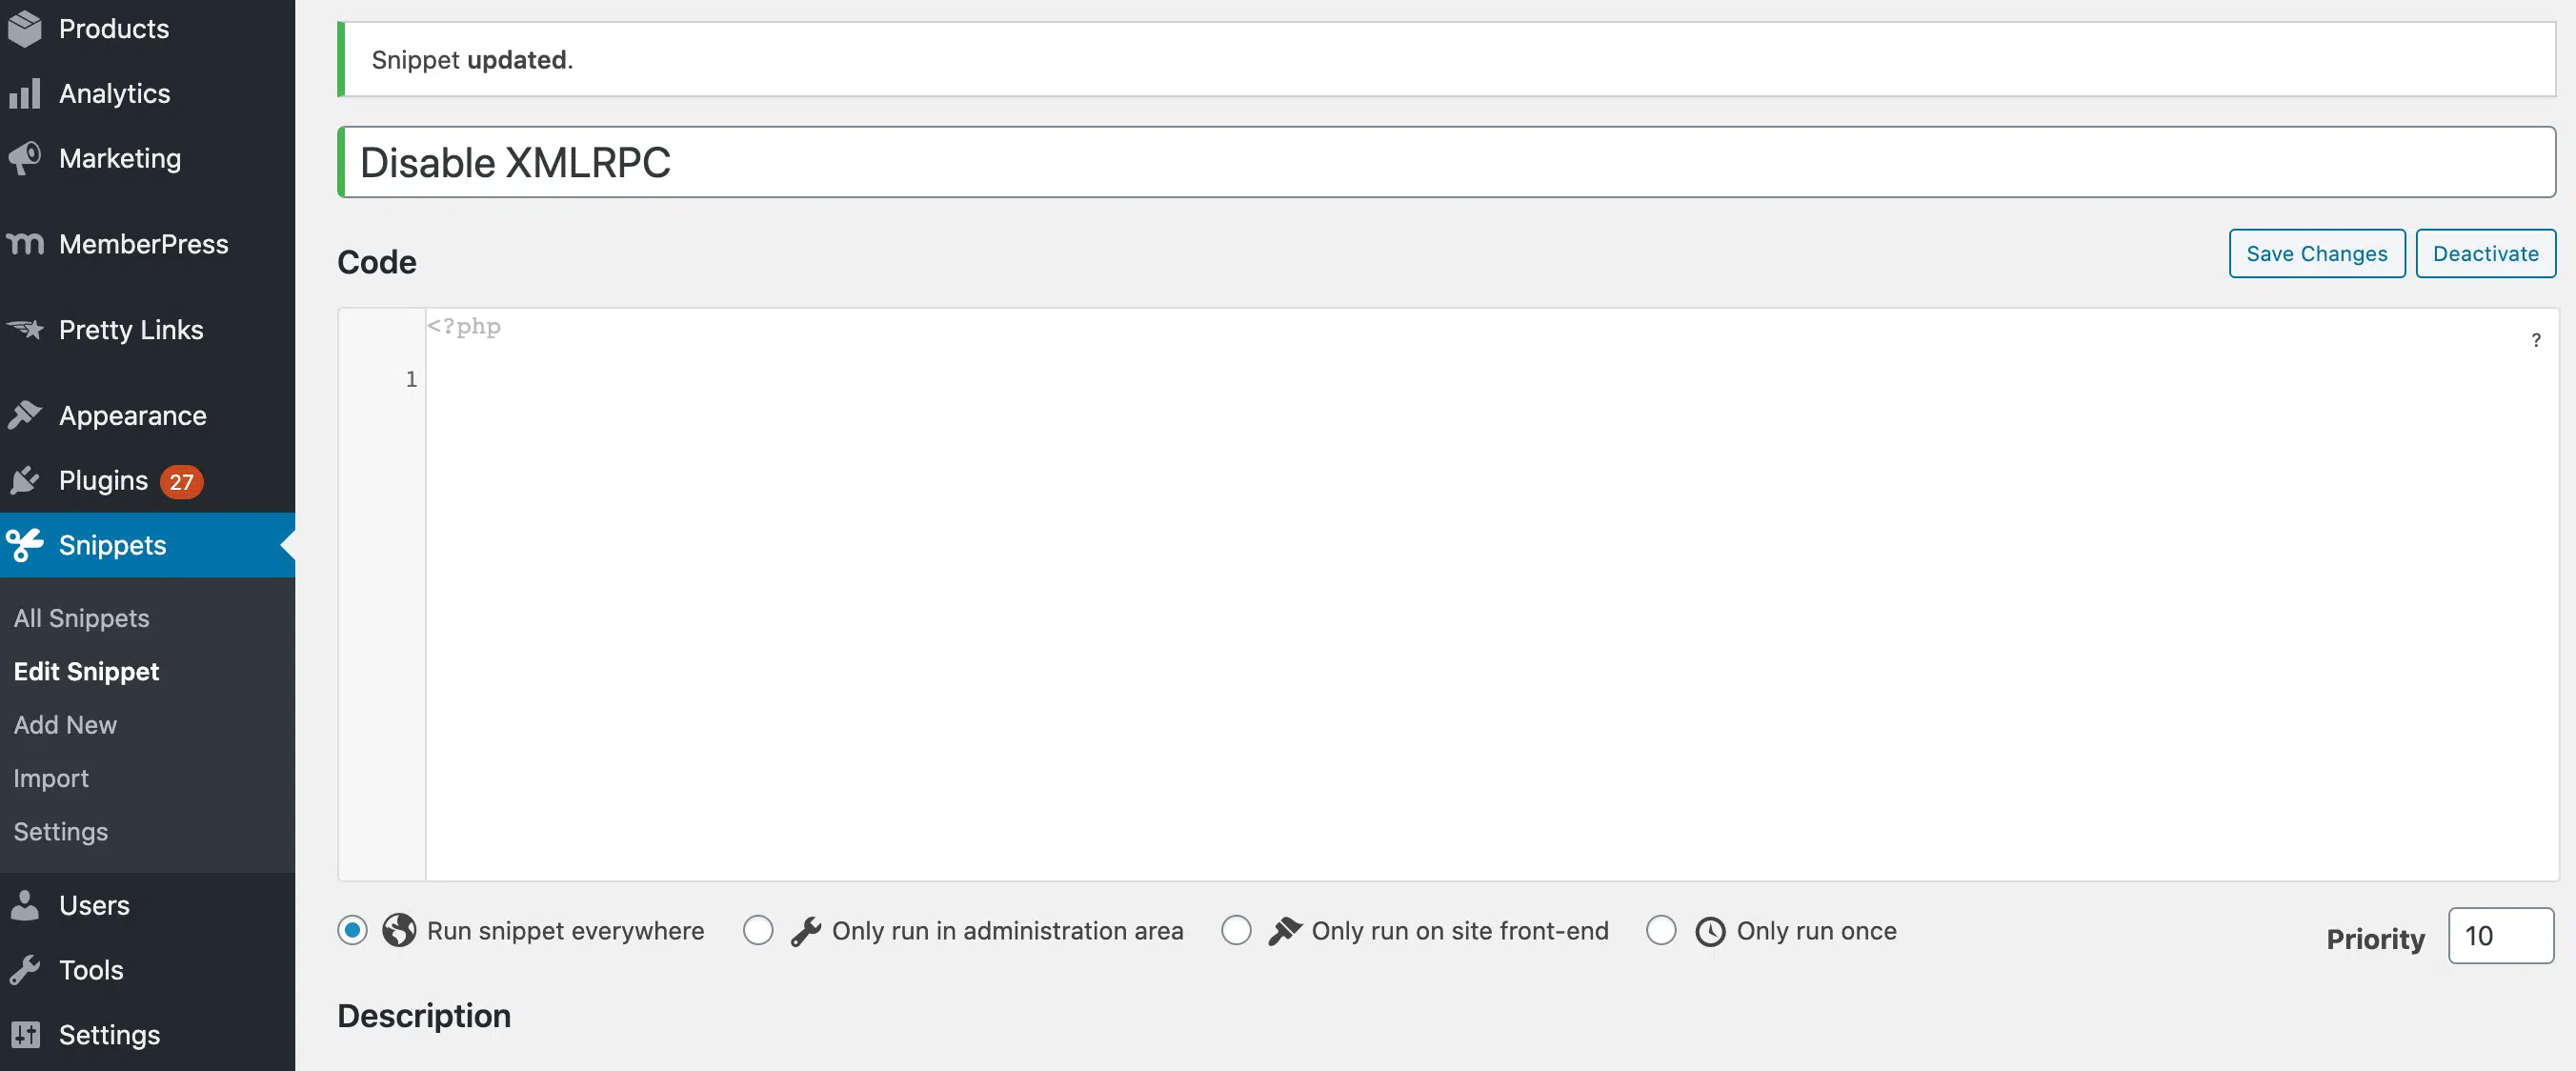 Products
Analytics
Marketing
MemberPress
Pretty Links
Appearance
Plugins 27
Snippets
All Snippets
Edit Snippet
Add New
Import
Settings
Users
Tools
Settings
Snippet updated.
Disable XMLRPC
Code
Save Changes Deactivate
<?php
?
1
Run snippet everywhere Only run in administration area Only run on site front-end Only run once
Priority 10
Description